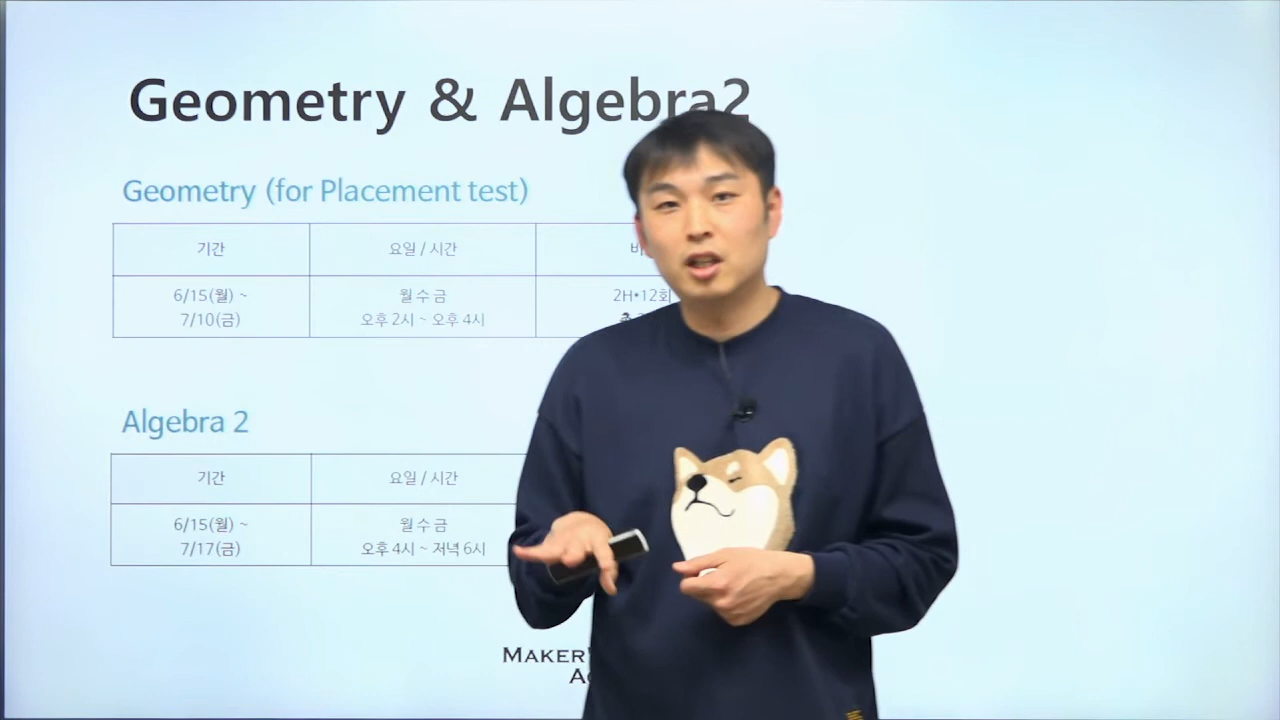 Geometry & Algebra2
Geometry (for Placement test)
기간
요일 / 시간
6/15(월) ~
7/10(금)
월 수 금
오후 2시 ~ 오후 4시
2H*12회
Algebra 2
기간
요일 / 시간
6/15(월) ~
7/17(금)
월 수 금
오후 4시 ~ 저녁 6시
MAKER'